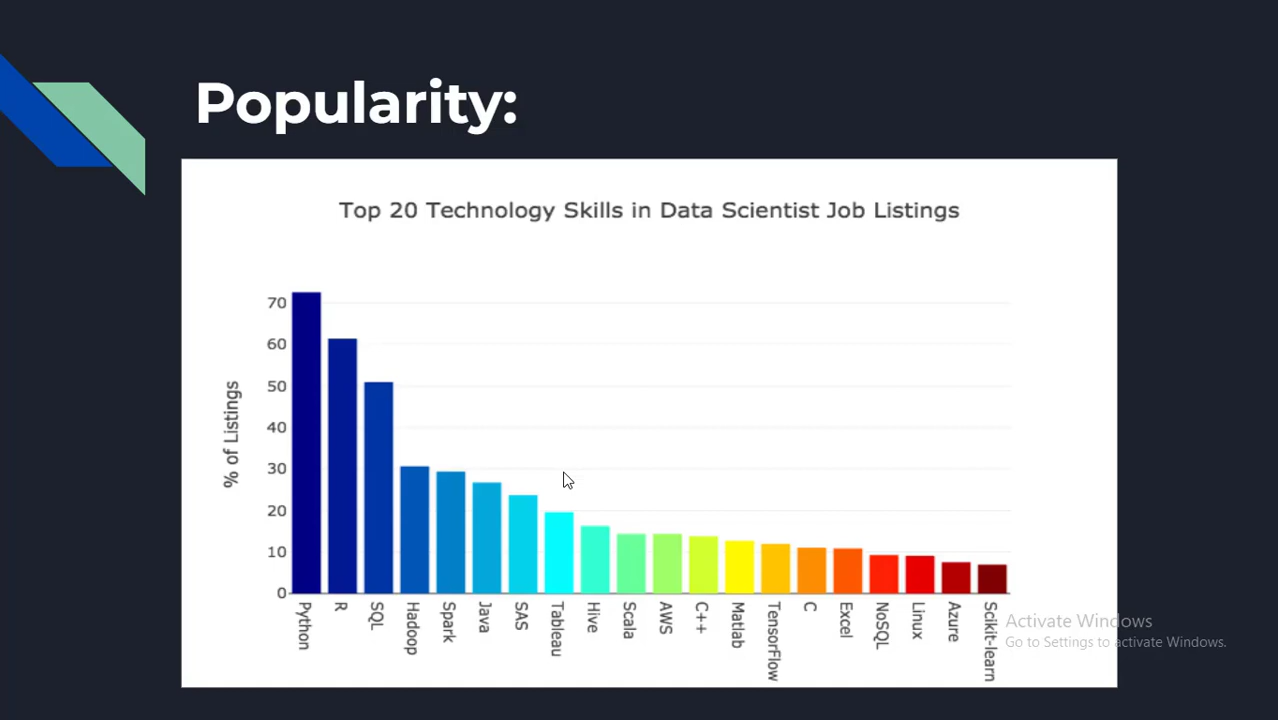 Popularity:
Top 20 Technology Skills in Data Scientist Job Listings
% of Listings
70
60
50
40
30
20
10
0
Python
R
SQL
Hadoop
Spark
Java
SAS
Tableau
Hive
Scala
AWS
C++
Matlab
TensorFlow
C
Excel
NoSQL
Linux
Azure
Scikit-learn
Activate Windows
Go to Settings to activate Windows.